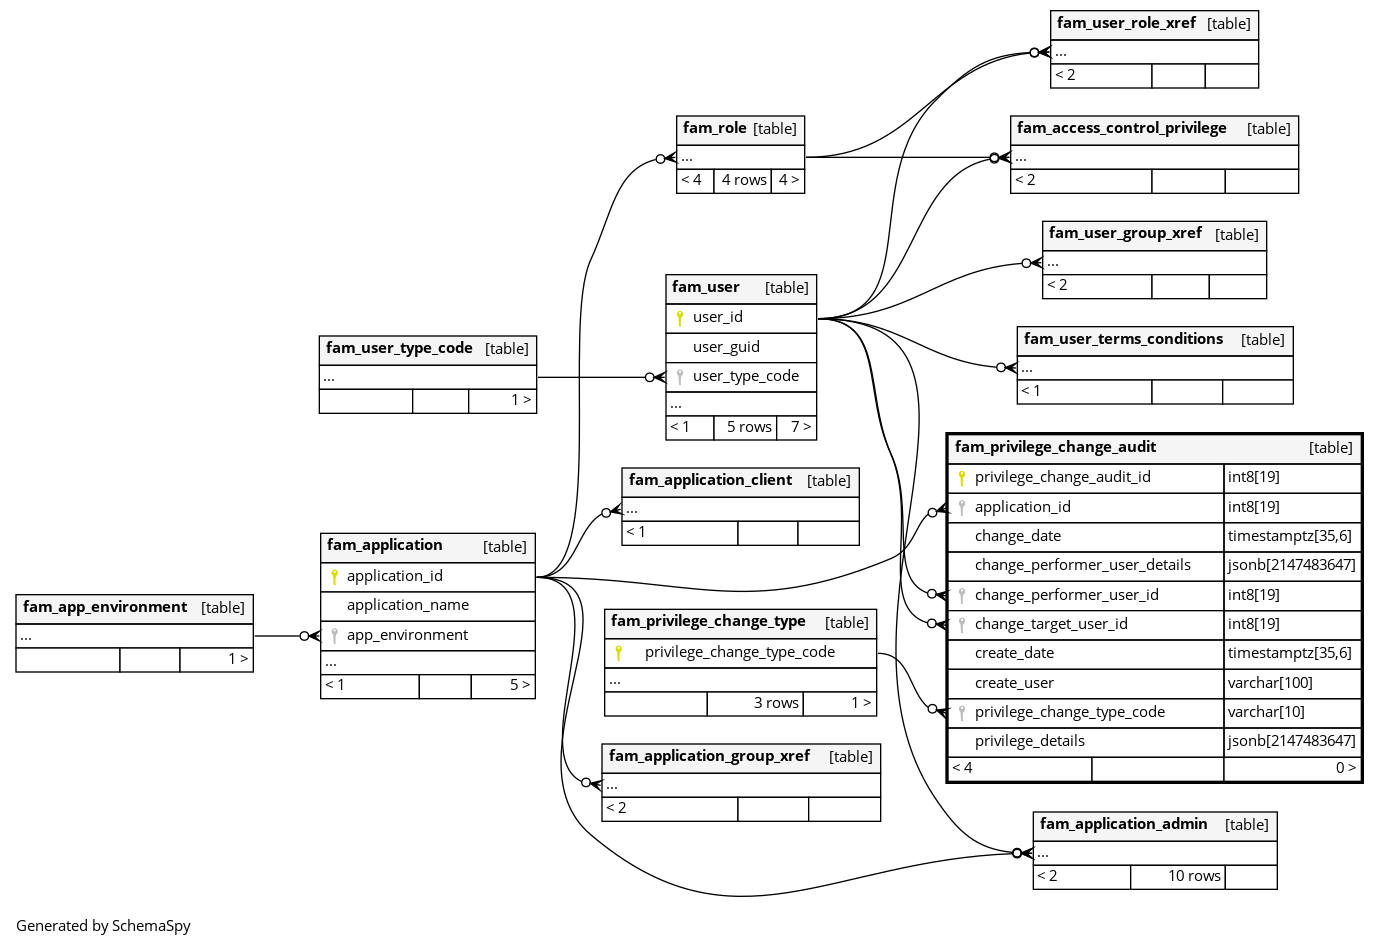 fam_user_role_xref [table]
...
< 2
fam_role [table]
...
< 4 4 rows 4 >
fam_access_control_privilege [table]
...
< 2
fam_user_group_xref [table]
...
< 2
fam_user [table]
user_id
user_guid
user_type_code
...
< 1 5 rows 7 >
fam_user_type_code [table]
...
1 >
fam_user_terms_conditions [table]
...
< 1
fam_privilege_change_audit [table]
privilege_change_audit_id int8[19]
application_id int8[19]
change_date timestamptz[35,6]
change_performer_user_details jsonb[2147483647]
change_performer_user_id int8[19]
change_target_user_id int8[19]
create_date timestamptz[35,6]
create_user varchar[100]
privilege_change_type_code varchar[10]
privilege_details jsonb[2147483647]
< 4 0 >
fam_application_client [table]
...
< 1
fam_application [table]
application_id
application_name
app_environment
...
< 1 5 >
fam_app_environment [table]
...
1 >
fam_privilege_change_type [table]
privilege_change_type_code
...
3 rows 1 >
fam_application_group_xref [table]
...
< 2
fam_application_admin [table]
...
< 2 10 rows
Generated by SchemaSpy